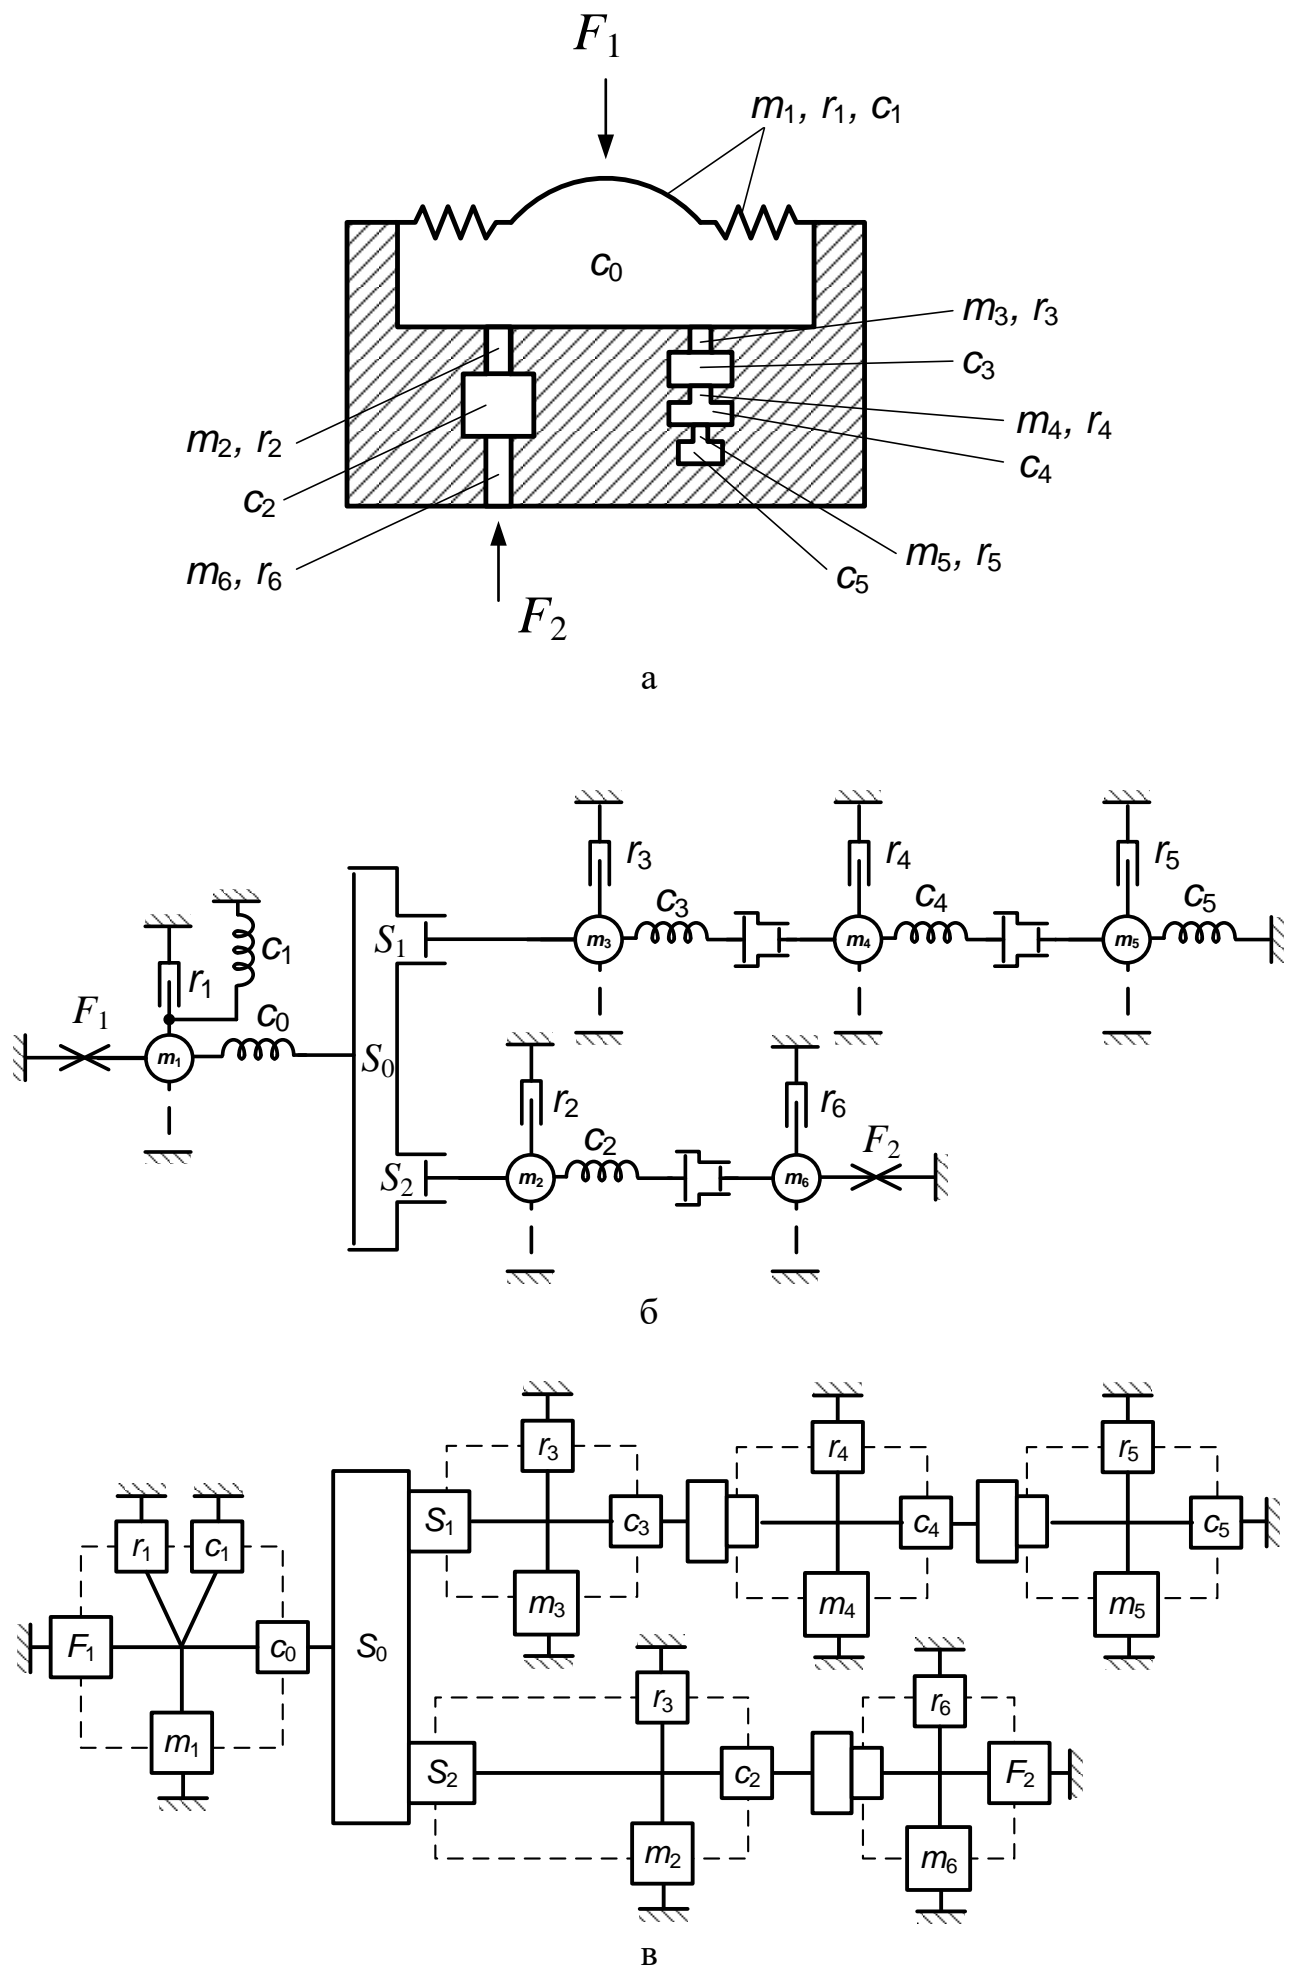 F1
m1, r1, c1
c0
m3, r3
c3
m2, r2
m4, r4
c4
c2
m6, r6
m5, r5
c5
F2
а
r3 r4 r5
c3 c4 c5
S1 m3 m4 m5
c1
r1
F1 c0
m1 S0
r2 r6
c2 F2
S2 m2 m6
б
r3 r4 r5
S1 c3 c4 c5
r1 c1
m3 m4 m5
F1 c0 S0
r3 r6
m1
S2 c2 F2
m2 m6
в